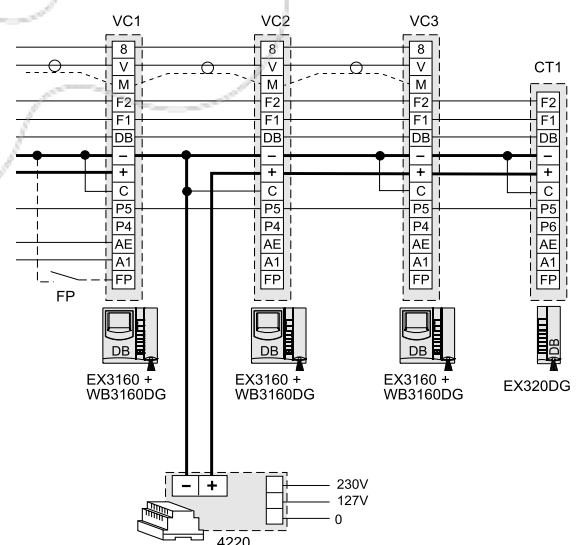 VC1 VC2 VC3
CT1
8 8 8
V V V
M M M
F2 F2 F2 F2
F1 F1 F1 F1
DB DB DB DB
– – – –
+ + + +
C C C C
P5 P5 P5 P5
P4 P4 P4 P6
AE AE AE AE
A1 A1 A1 A1
FP FP FP FP
FP
DB DB DB DB
EX3160 + EX3160 + EX3160 + EX320DG
WB3160DG WB3160DG WB3160DG
– + 230V
127V
0
4220